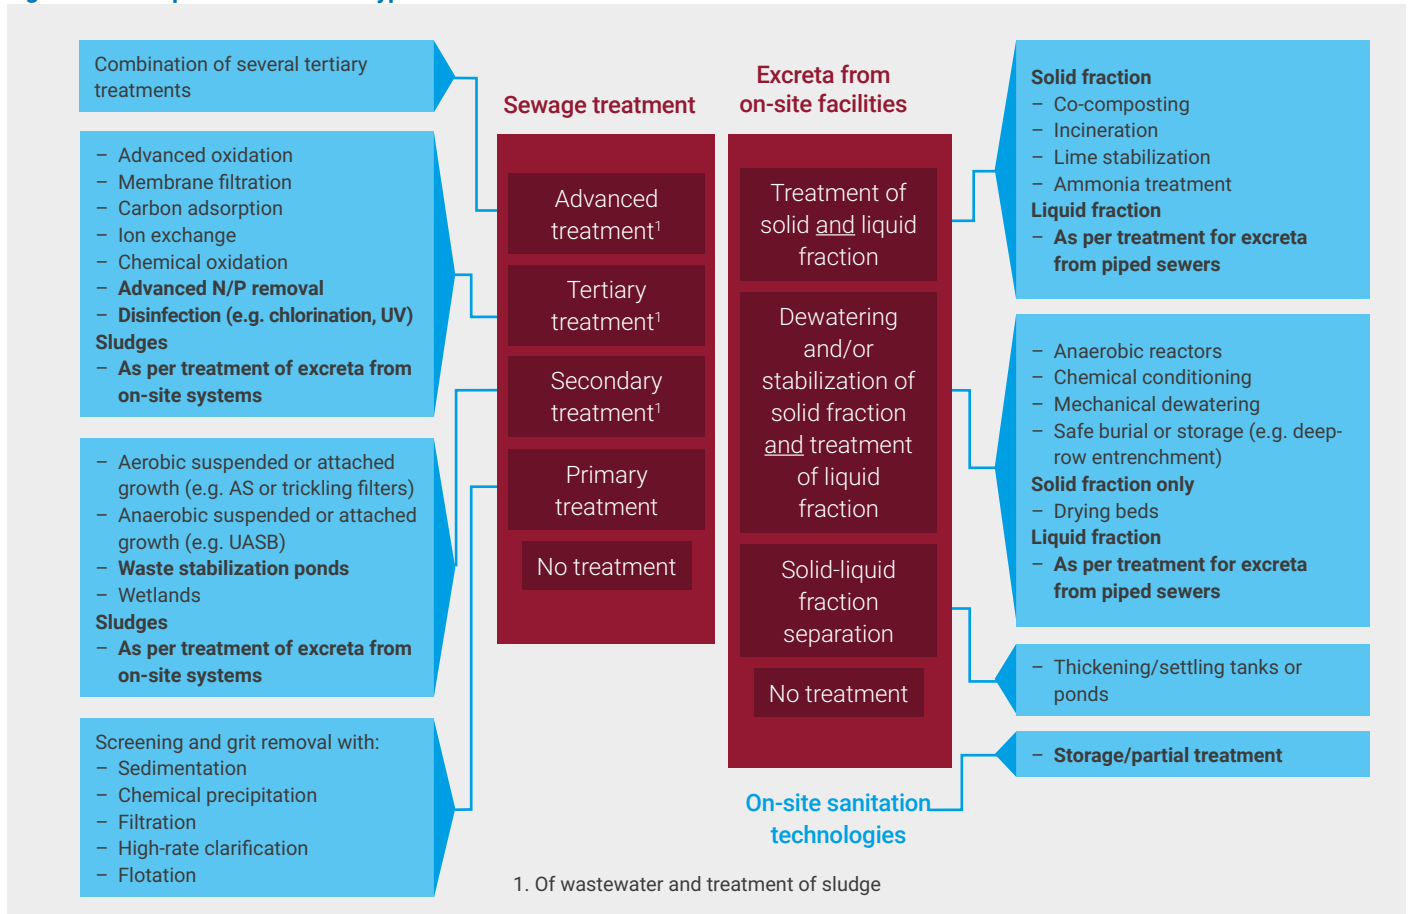 Combination of several tertiary
treatments
– Advanced oxidation
– Membrane filtration
– Carbon adsorption
– Ion exchange
– Chemical oxidation
– Advanced N/P removal
– Disinfection (e.g. chlorination, UV)
Sludges
– As per treatment of excreta from
on-site systems
– Aerobic suspended or attached
growth (e.g. AS or trickling filters)
– Anaerobic suspended or attached
growth (e.g. UASB)
– Waste stabilization ponds
– Wetlands
Sludges
– As per treatment of excreta from
on-site systems
Screening and grit removal with:
– Sedimentation
– Chemical precipitation
– Filtration
– High-rate clarification
– Flotation
Sewage treatment
Advanced
treatment¹
Tertiary
treatment¹
Secondary
treatment¹
Primary
treatment
No treatment
Excreta from
on-site facilities
Treatment of
solid and liquid
fraction
Dewatering
and/or
stabilization of
solid fraction
and treatment
of liquid
fraction
Solid-liquid
fraction
separation
No treatment
On-site sanitation
technologies
Solid fraction
– Co-composting
– Incineration
– Lime stabilization
– Ammonia treatment
Liquid fraction
– As per treatment for excreta
from piped sewers
– Anaerobic reactors
– Chemical conditioning
– Mechanical dewatering
– Safe burial or storage (e.g. deep-
row entrenchment)
Solid fraction only
– Drying beds
Liquid fraction
– As per treatment for excreta
from piped sewers
– Thickening/settling tanks or
ponds
– Storage/partial treatment
1. Of wastewater and treatment of sludge